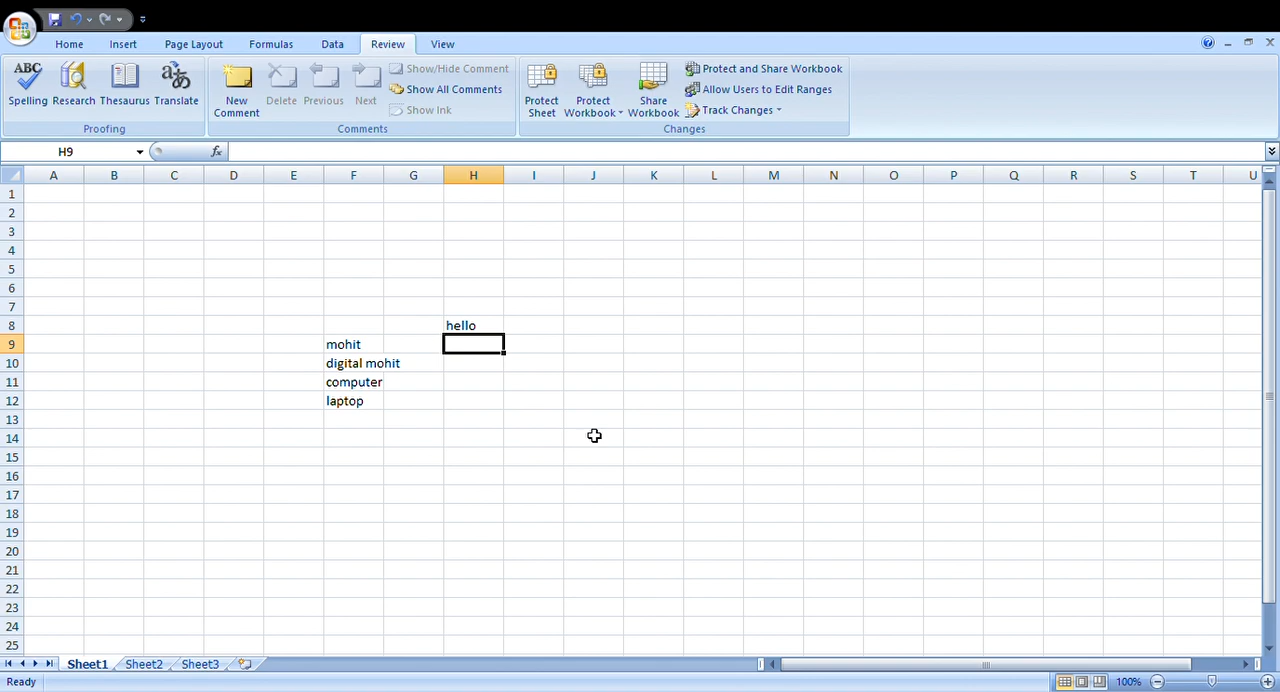 Home Insert Page Layout Formulas Data Review View
ABC
Spelling Research Thesaurus Translate
Proofing
New Comment Delete Previous Next
Show/Hide Comment
Show All Comments
Show Ink
Comments
Protect Sheet Protect Workbook Share Workbook
Protect and Share Workbook
Allow Users to Edit Ranges
Track Changes
Changes
H9 fx
A B C D E F G H I J K L M N O P Q R S T U
1
2
3
4
5
6
7
8 hello
9 mohit
10 digital mohit
11 computer
12 laptop
13
14
15
16
17
18
19
20
21
22
23
24
25
Sheet1 Sheet2 Sheet3
Ready 100%